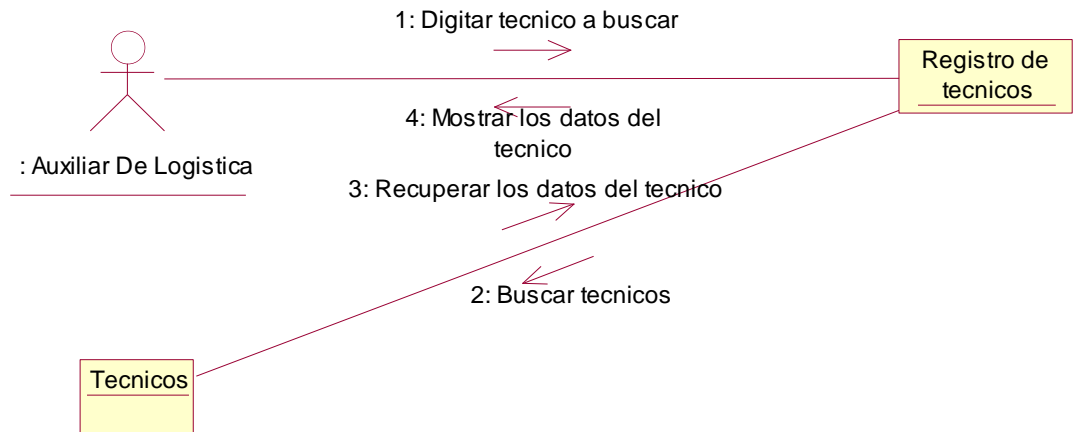 1: Digitar tecnico a buscar
Registro de
tecnicos
4: Mostrar los datos del
tecnico
: Auxiliar De Logistica
3: Recuperar los datos del tecnico
2: Buscar tecnicos
Tecnicos